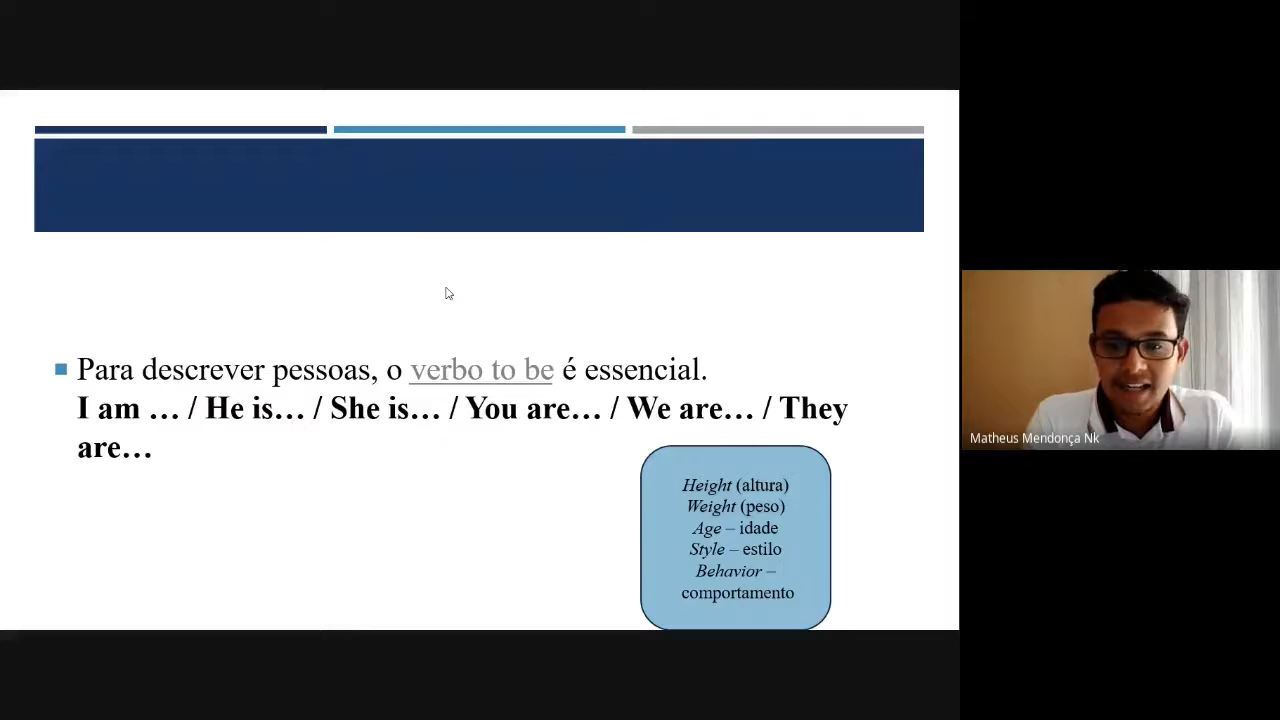 Para descrever pessoas, o verbo to be é essencial.
I am … / He is… / She is… / You are… / We are… / They
are…
Height (altura)
Weight (peso)
Age – idade
Style – estilo
Behavior –
comportamento
Matheus Mendonça Nk